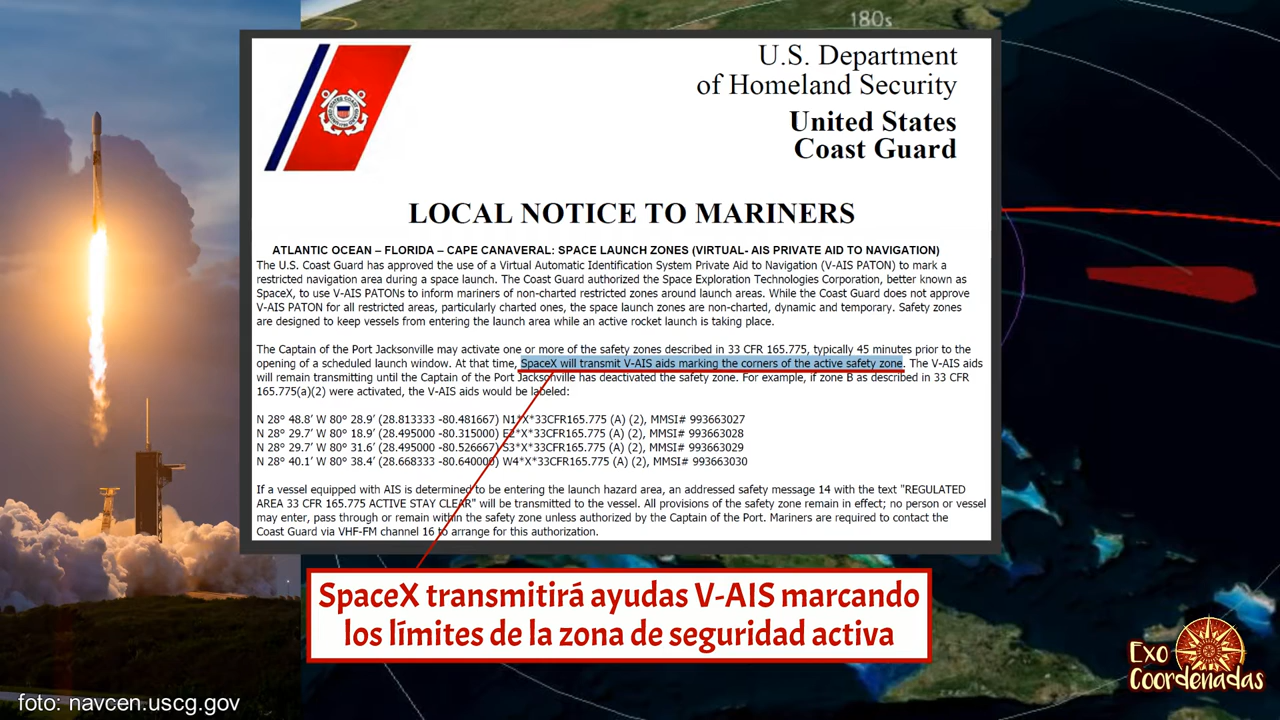 180s
U.S. Department
of Homeland Security
United States
Coast Guard
LOCAL NOTICE TO MARINERS
ATLANTIC OCEAN – FLORIDA – CAPE CANAVERAL: SPACE LAUNCH ZONES (VIRTUAL- AIS PRIVATE AID TO NAVIGATION)
The U.S. Coast Guard has approved the use of a Virtual Automatic Identification System Private Aid to Navigation (V-AIS PATON) to mark a
restricted navigation area during a space launch. The Coast Guard authorized the Space Exploration Technologies Corporation, better known as
SpaceX, to use V-AIS PATONs to inform mariners of non-charted restricted zones around launch areas. While the Coast Guard does not approve
V-AIS PATON for all restricted areas, particularly charted ones, the space launch zones are non-charted, dynamic and temporary. Safety zones
are designed to keep vessels from entering the launch area while an active rocket launch is taking place.
The Captain of the Port Jacksonville may activate one or more of the safety zones described in 33 CFR 165.775, typically 45 minutes prior to the
opening of a scheduled launch window. At that time, SpaceX will transmit V-AIS aids marking the corners of the active safety zone. The V-AIS aids
will remain transmitting until the Captain of the Port Jacksonville has deactivated the safety zone. For example, if zone B as described in 33 CFR
165.775(a)(2) were activated, the V-AIS aids would be labeled:
N 28° 48.8' W 80° 28.9' (28.813333 -80.481667) N1*X*33CFR165.775 (A) (2), MMSI# 993663027
N 28° 29.7' W 80° 18.9' (28.495000 -80.315000) E2*X*33CFR165.775 (A) (2), MMSI# 993663028
N 28° 29.7' W 80° 31.6' (28.495000 -80.526667) S3*X*33CFR165.775 (A) (2), MMSI# 993663029
N 28° 40.1' W 80° 38.4' (28.668333 -80.640000) W4*X*33CFR165.775 (A) (2), MMSI# 993663030
If a vessel equipped with AIS is determined to be entering the launch hazard area, an addressed safety message 14 with the text "REGULATED
AREA 33 CFR 165.775 ACTIVE STAY CLEAR" will be transmitted to the vessel. All provisions of the safety zone remain in effect; no person or vessel
may enter, pass through or remain within the safety zone unless authorized by the Captain of the Port. Mariners are required to contact the
Coast Guard via VHF-FM channel 16 to arrange for this authorization.
SpaceX transmitirá ayudas V-AIS marcando
los límites de la zona de seguridad activa
Exo
Coordenadas
foto: navcen.uscg.gov